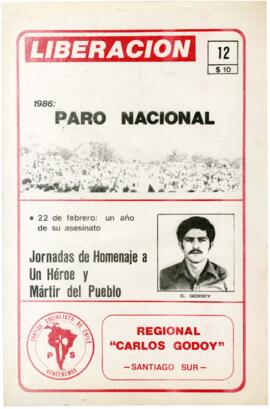 LIBERACION
12
$ 10
1986:
PARO NACIONAL
• 22 de febrero: un año
de su asesinato
Jornadas de Homenaje a
Un Héroe y
Mártir del Pueblo
C. GODOY
PARTIDO SOCIALISTA DE CHILE
P S
VENCEREMOS
REGIONAL
"CARLOS GODOY"
—SANTIAGO SUR—